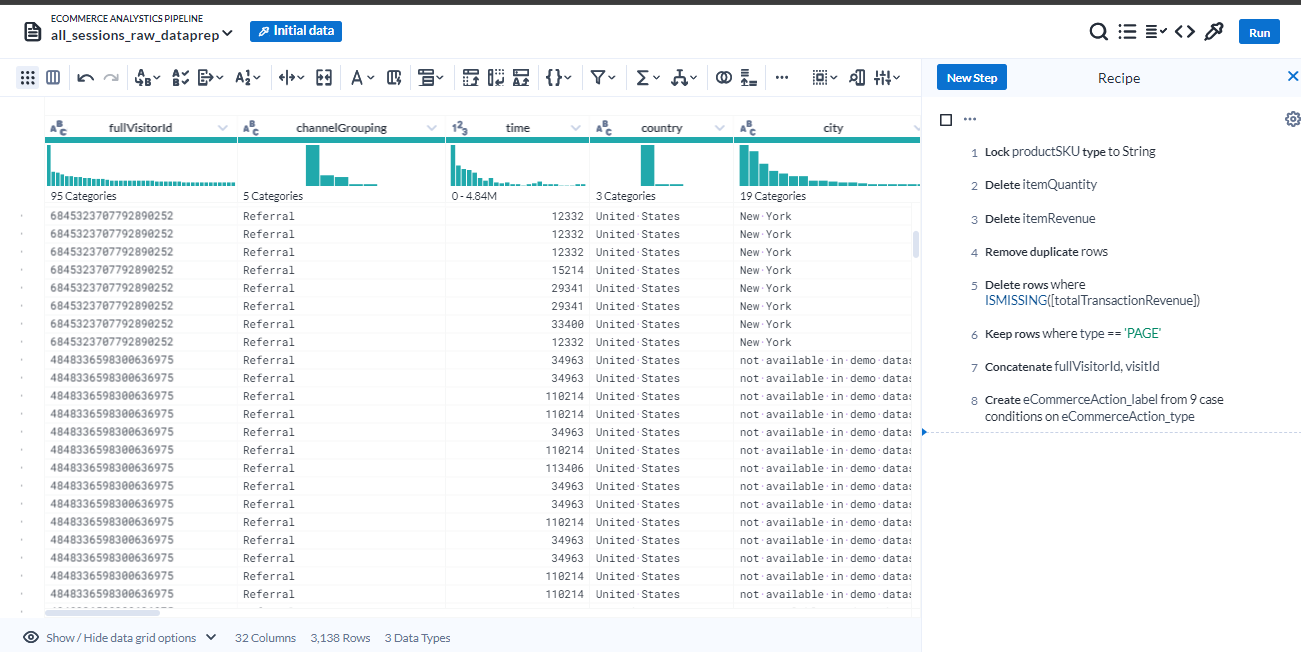 ECOMMERCE ANALYSTICS PIPELINE
all_sessions_raw_dataprep
Initial data
Run
New Step
Recipe
fullVisitorId channelGrouping time country city
95 Categories 5 Categories 0 - 4.84M 3 Categories 19 Categories
6845323707792890252 Referral 12332 United·States New·York
6845323707792890252 Referral 12332 United·States New·York
6845323707792890252 Referral 12332 United·States New·York
6845323707792890252 Referral 15214 United·States New·York
6845323707792890252 Referral 29341 United·States New·York
6845323707792890252 Referral 29341 United·States New·York
6845323707792890252 Referral 33400 United·States New·York
6845323707792890252 Referral 12332 United·States New·York
4848336598300636975 Referral 34963 United·States not·available·in·demo·datas
4848336598300636975 Referral 34963 United·States not·available·in·demo·datas
4848336598300636975 Referral 110214 United·States not·available·in·demo·datas
4848336598300636975 Referral 110214 United·States not·available·in·demo·datas
4848336598300636975 Referral 34963 United·States not·available·in·demo·datas
4848336598300636975 Referral 110214 United·States not·available·in·demo·datas
4848336598300636975 Referral 113406 United·States not·available·in·demo·datas
4848336598300636975 Referral 34963 United·States not·available·in·demo·datas
4848336598300636975 Referral 34963 United·States not·available·in·demo·datas
4848336598300636975 Referral 110214 United·States not·available·in·demo·datas
4848336598300636975 Referral 34963 United·States not·available·in·demo·datas
4848336598300636975 Referral 34963 United·States not·available·in·demo·datas
4848336598300636975 Referral 110214 United·States not·available·in·demo·datas
4848336598300636975 Referral 110214 United·States not·available·in·demo·datas
Show / Hide data grid options 32 Columns 3,138 Rows 3 Data Types
1 Lock productSKU type to String
2 Delete itemQuantity
3 Delete itemRevenue
4 Remove duplicate rows
5 Delete rows where
ISMISSING([totalTransactionRevenue])
6 Keep rows where type == 'PAGE'
7 Concatenate fullVisitorId, visitId
8 Create eCommerceAction_label from 9 case
conditions on eCommerceAction_type